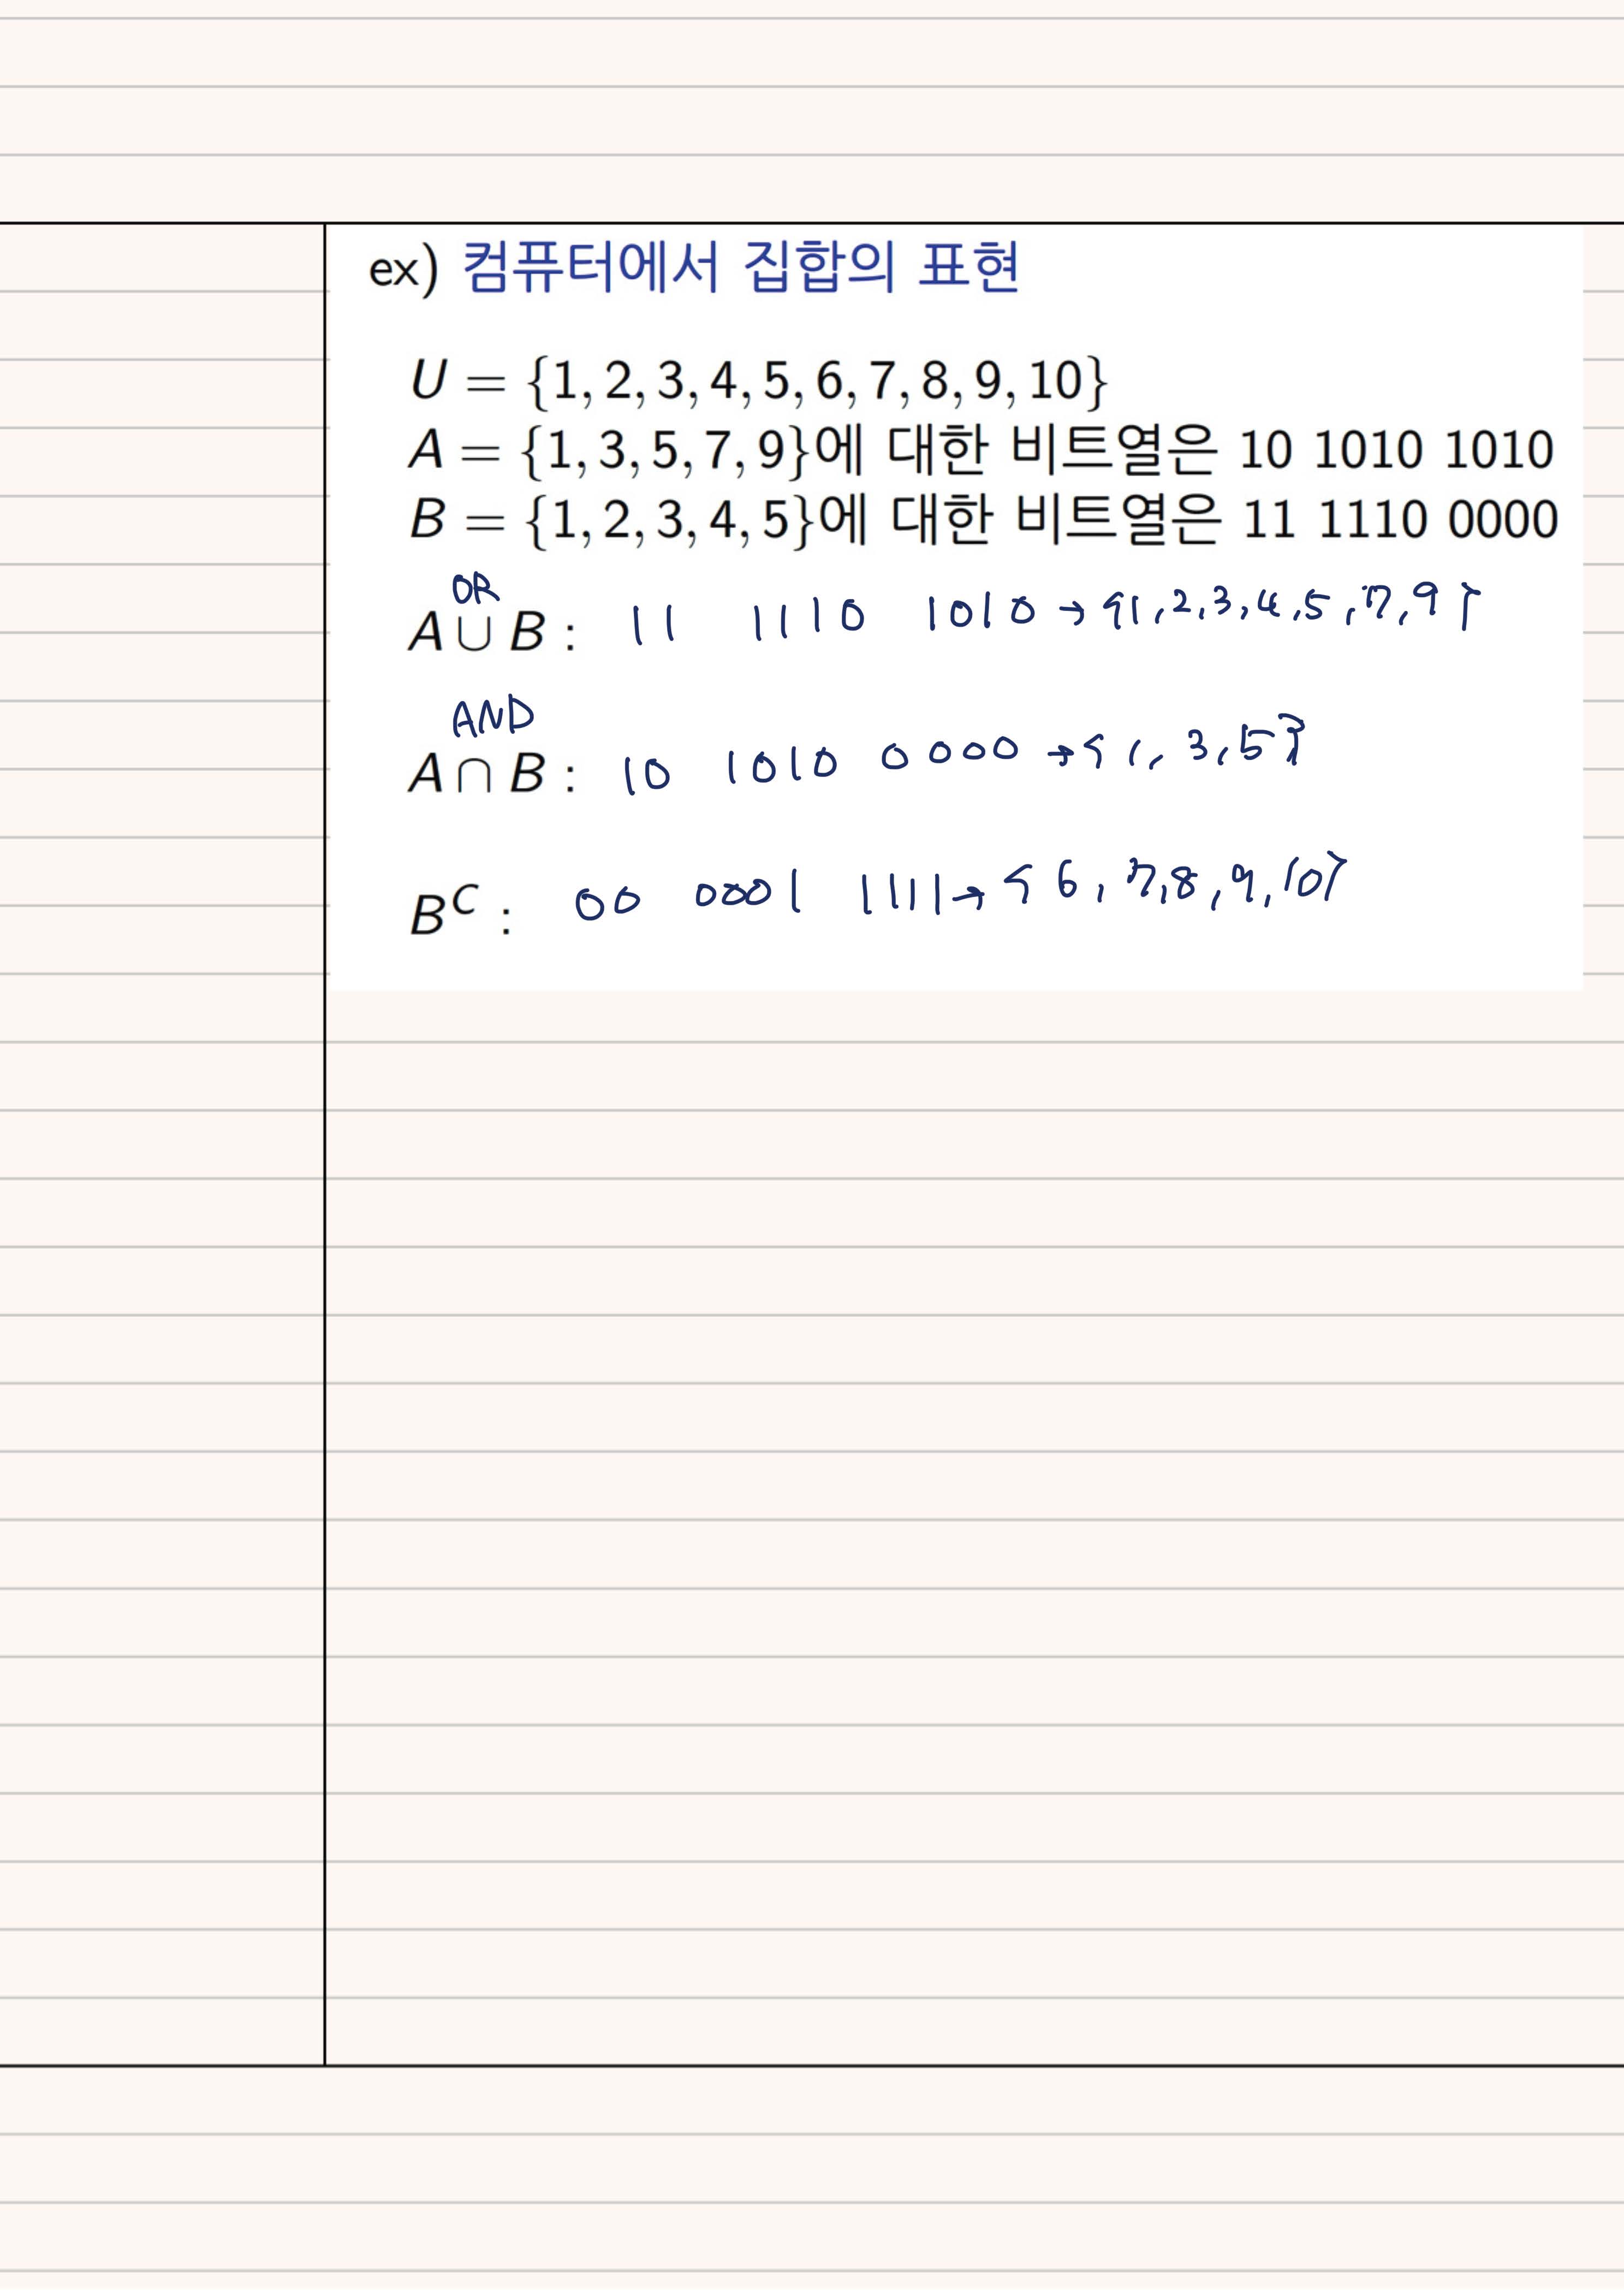 ex) 컴퓨터에서 집합의 표현
U = {1, 2, 3, 4, 5, 6, 7, 8, 9, 10}
A = {1, 3, 5, 7, 9}에 대한 비트열은 10 1010 1010
B = {1, 2, 3, 4, 5}에 대한 비트열은 11 1110 0000
OR
A ∪ B : 11 1110 1010 → {1, 2, 3, 4, 5, 7, 9}
AND
A ∩ B : 10 1010 0000 → {1, 3, 5}
Bᶜ : 00 0001 1111 → {6, 7, 8, 9, 10}